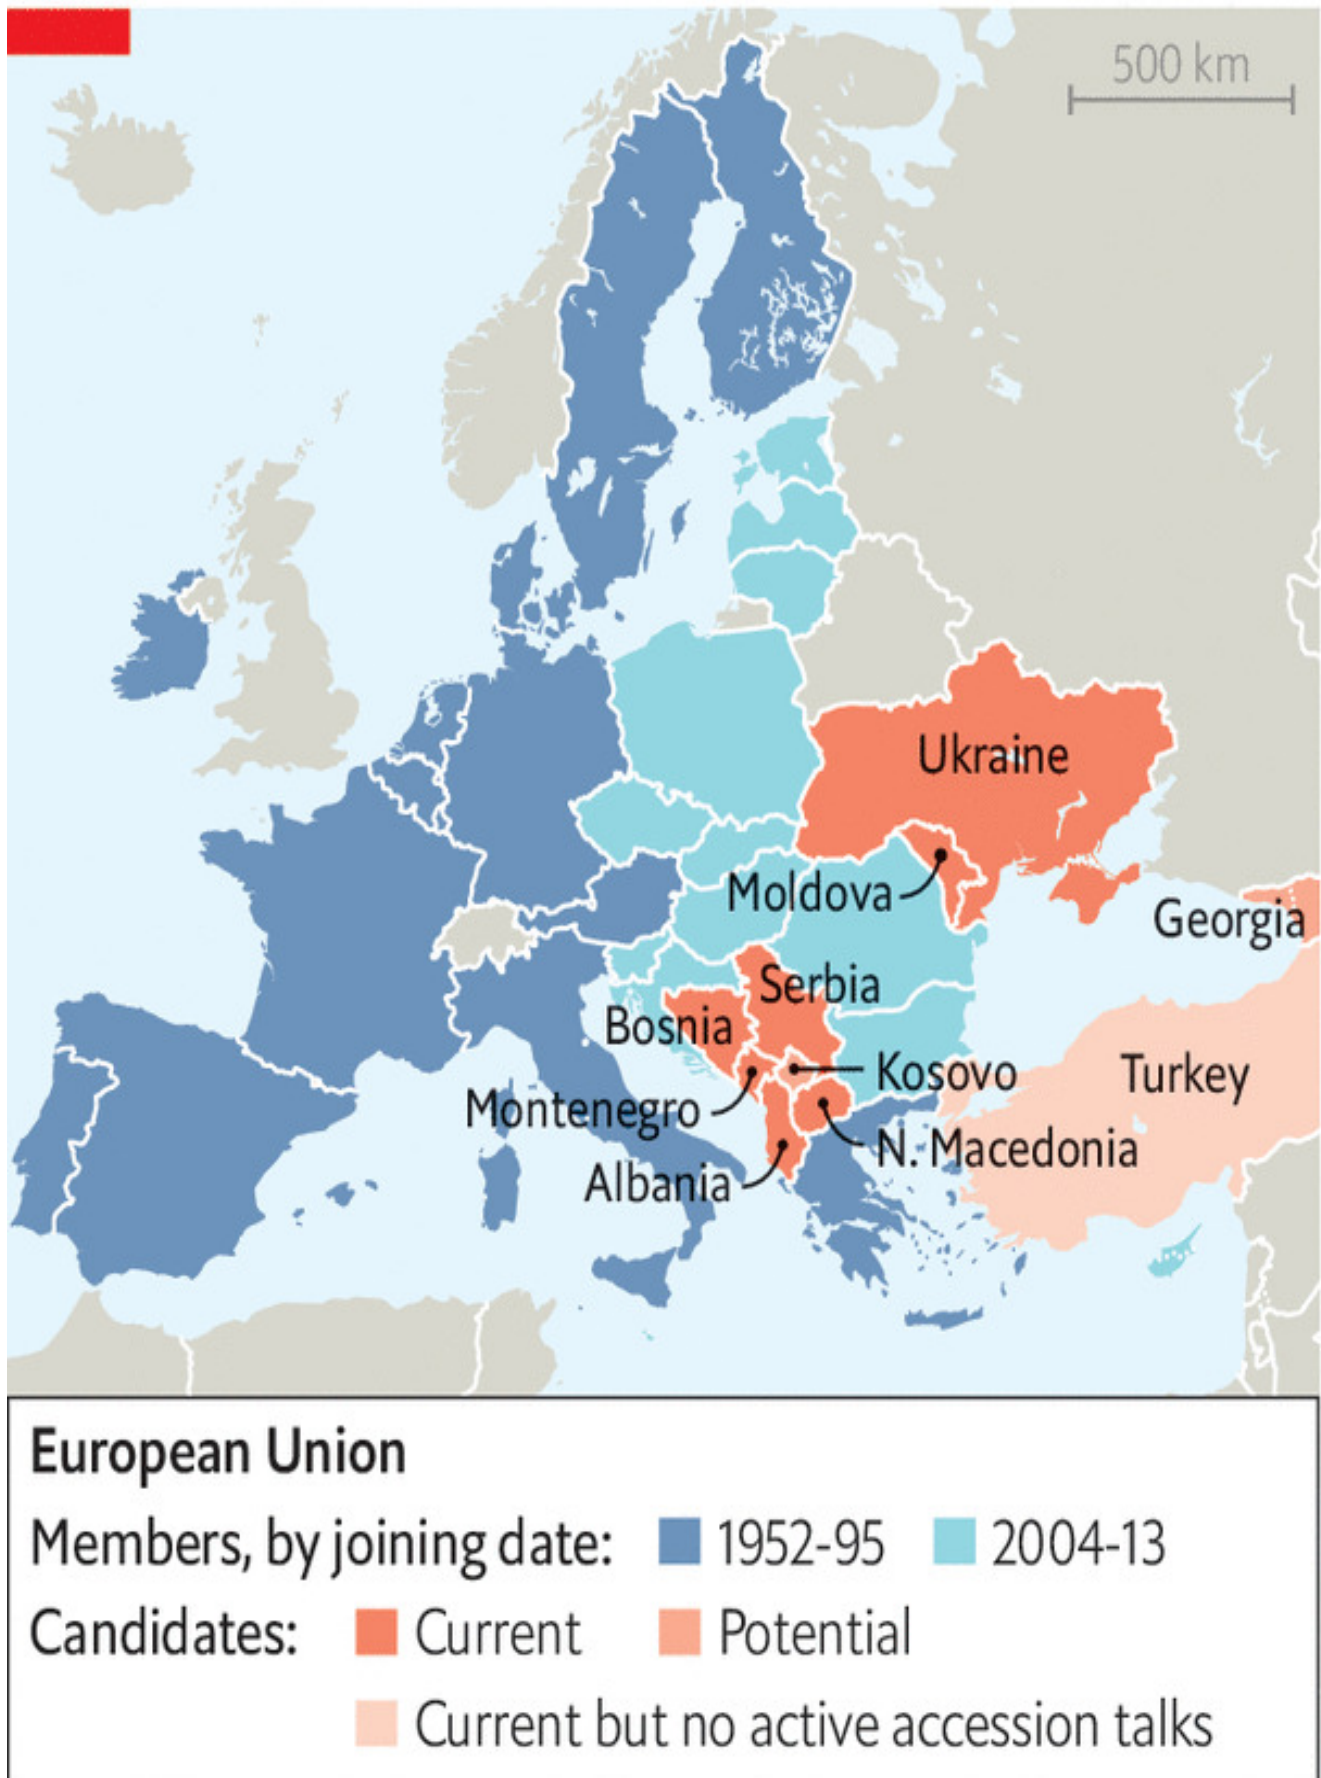 500 km
Ukraine
Moldova
Georgia
Serbia
Bosnia
Kosovo
Turkey
Montenegro
N. Macedonia
Albania
European Union
Members, by joining date: 1952-95 2004-13
Candidates: Current Potential
Current but no active accession talks